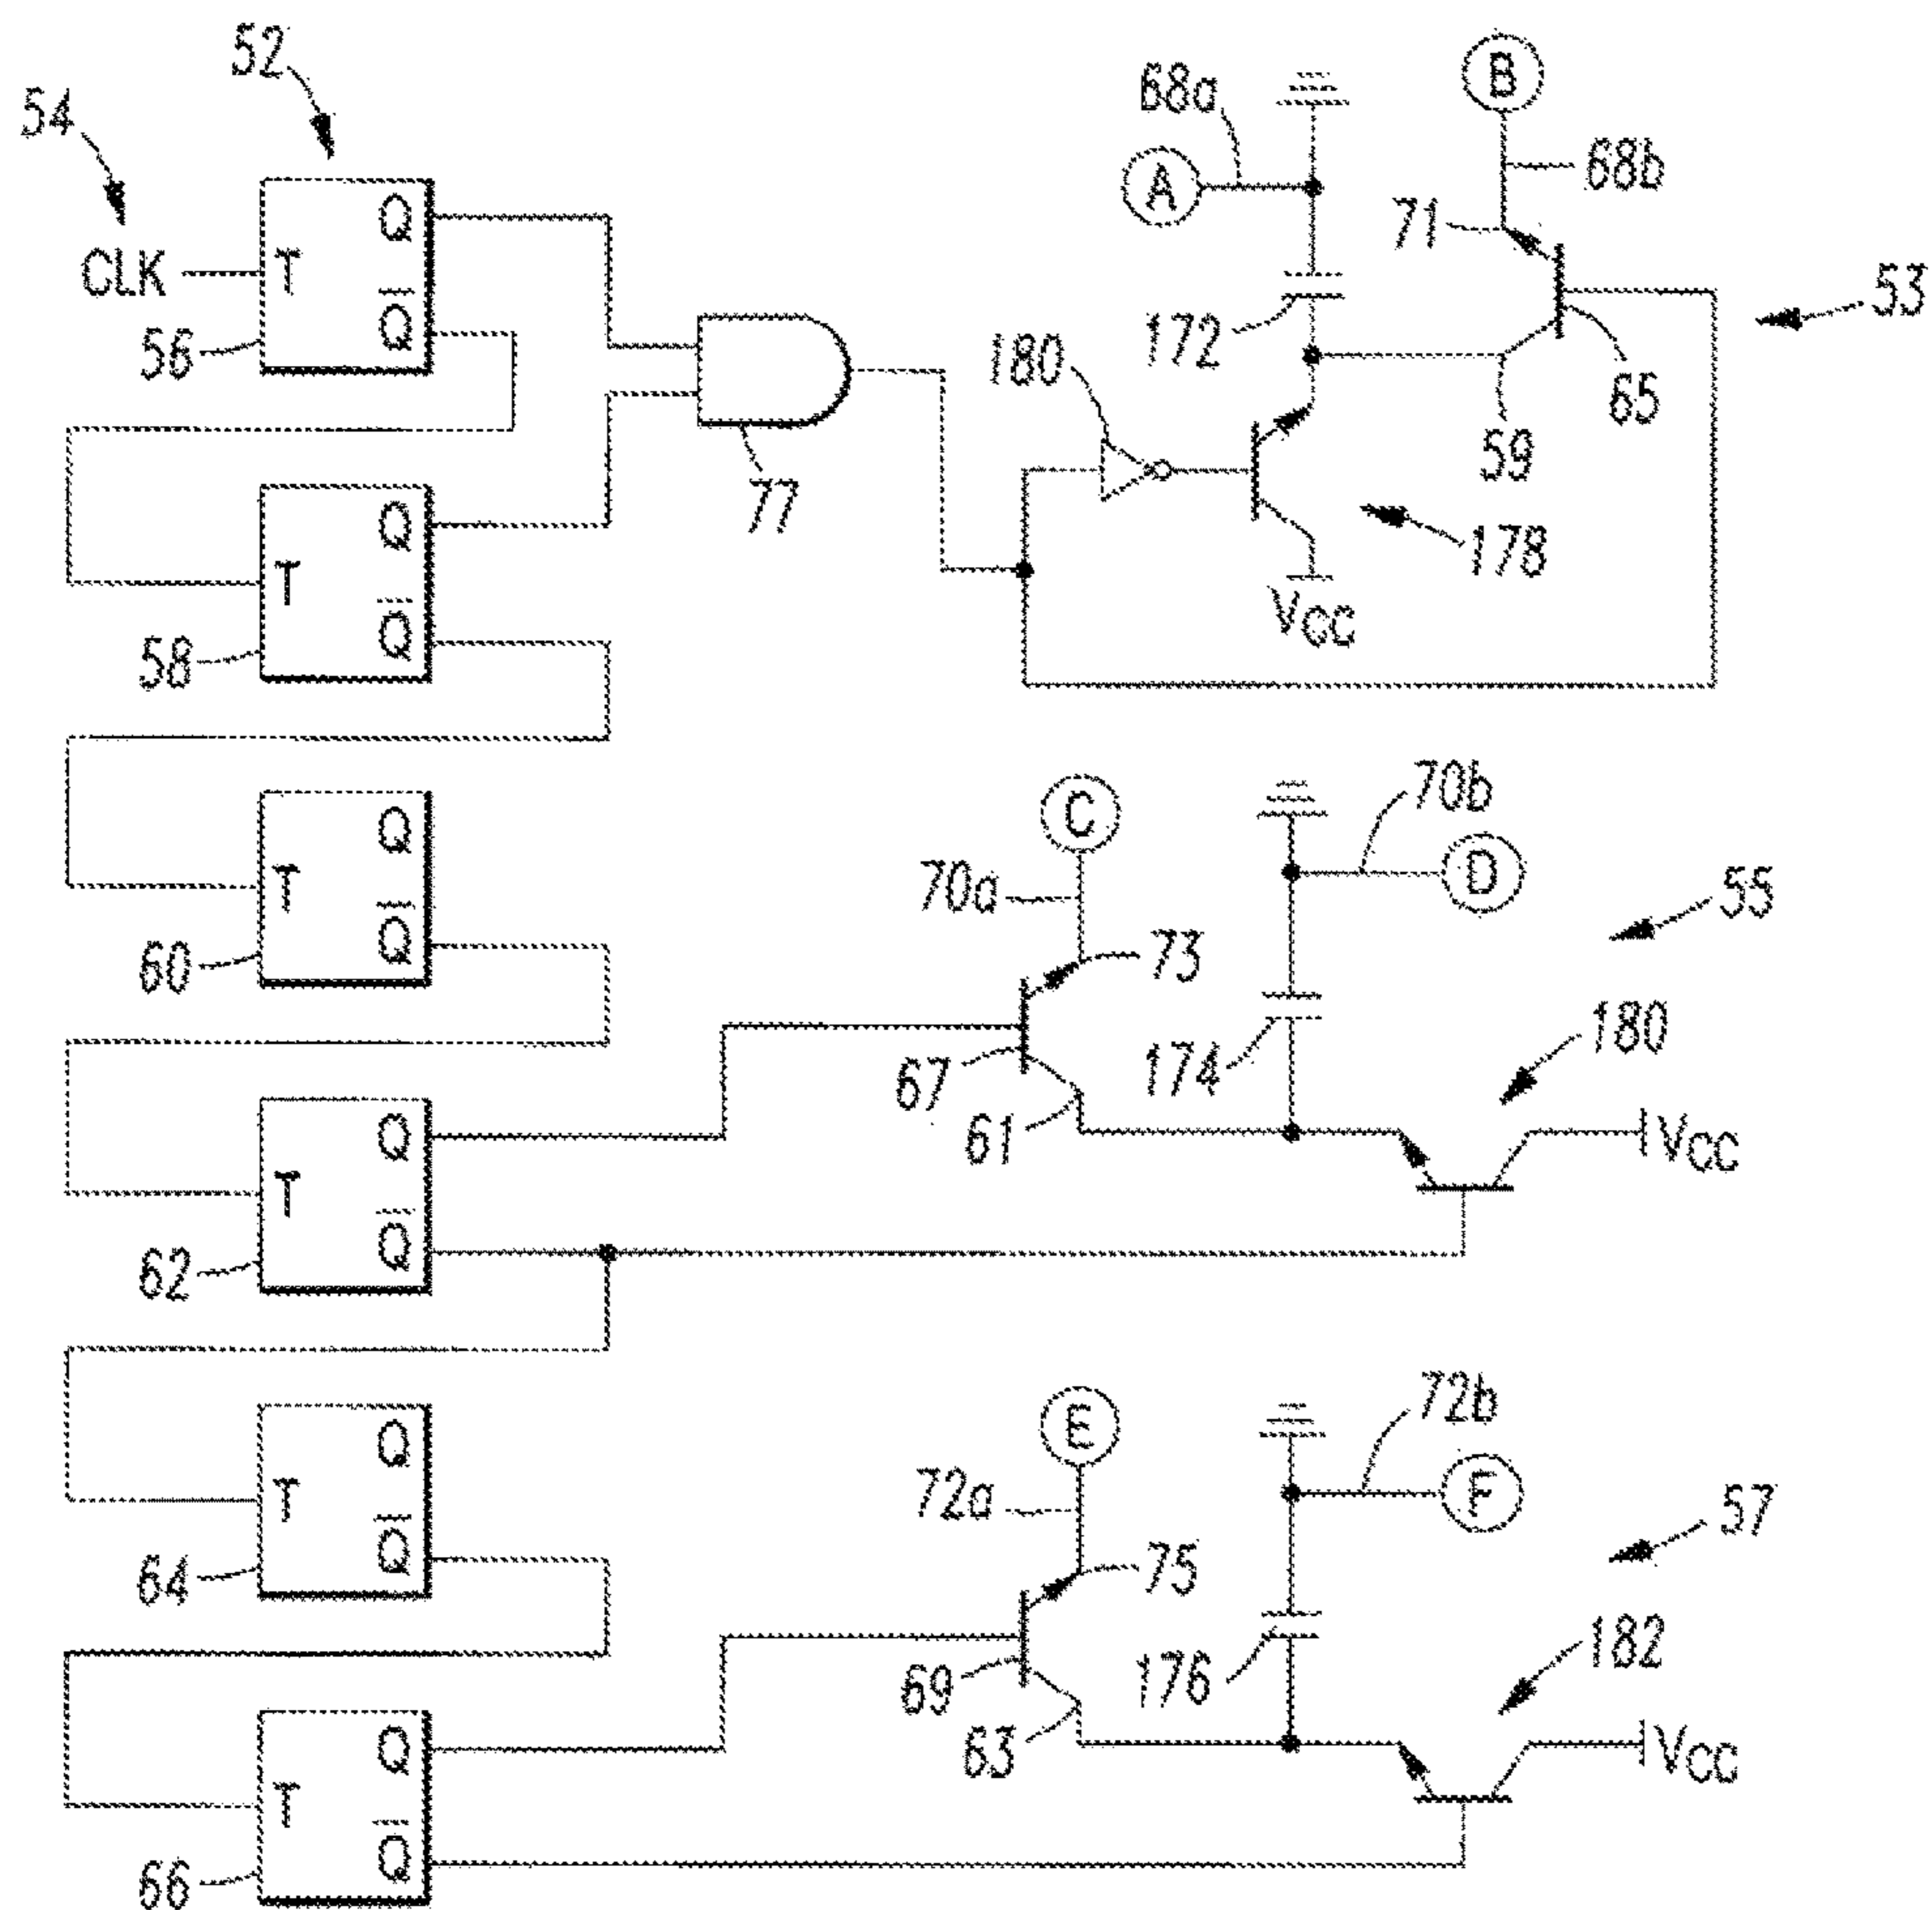 52
54
CLK
T
Q
Q̅
56
68a
A
B
68b
71
53
172
180
65
59
77
178
VCC
T
Q
Q̅
58
T
Q
Q̅
60
C
70a
70b
D
55
73
174
67
61
180
VCC
T
Q
Q̅
62
T
Q
Q̅
64
E
72a
72b
F
57
75
176
69
63
182
VCC
T
Q
Q̅
66